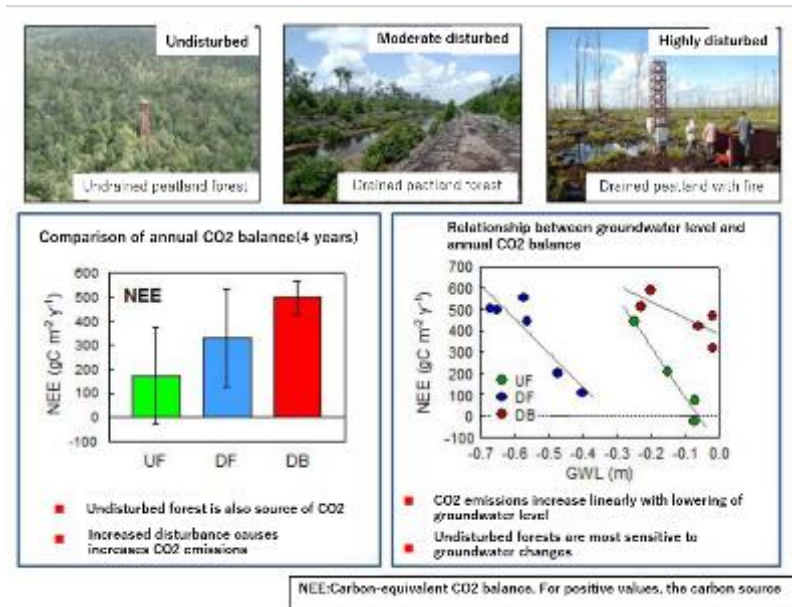 Undisturbed
Moderate disturbed
Highly disturbed
Undrained peatland forest
Drained peatland forest
Drained peatland with fire
Comparison of annual CO2 balance(4 years)
NEE
NEE (gC m-2 y-1)
600
500
400
300
200
100
0
-100
UF DF DB
Undisturbed forest is also source of CO2
Increased disturbance causes
increases CO2 emissions
Relationship between groundwater level and
annual CO2 balance
NEE (gC m-2 y-1)
700
600
500
400
300
200
100
0
-100
UF
DF
DB
-0.7 -0.6 -0.5 -0.4 -0.3 -0.2 -0.1 0.0
GWL (m)
CO2 emissions increase linearly with lowering of
groundwater level
Undisturbed forests are most sensitive to
groundwater changes
NEE:Carbon-equivalent CO2 balance. For positive values, the carbon source